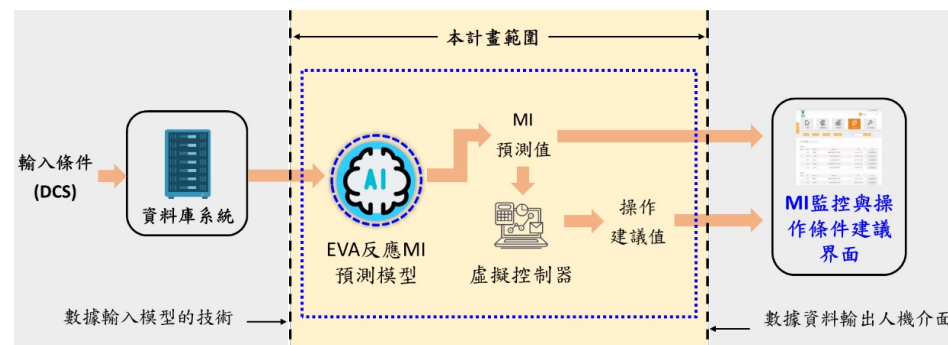 本計畫範圍
輸入條件
(DCS)
資料庫系統
AI
EVA反應MI
預測模型
MI
預測值
虛擬控制器
操作
建議值
MI監控與操
作條件建議
界面
數據輸入模型的技術
數據資料輸出人機介面